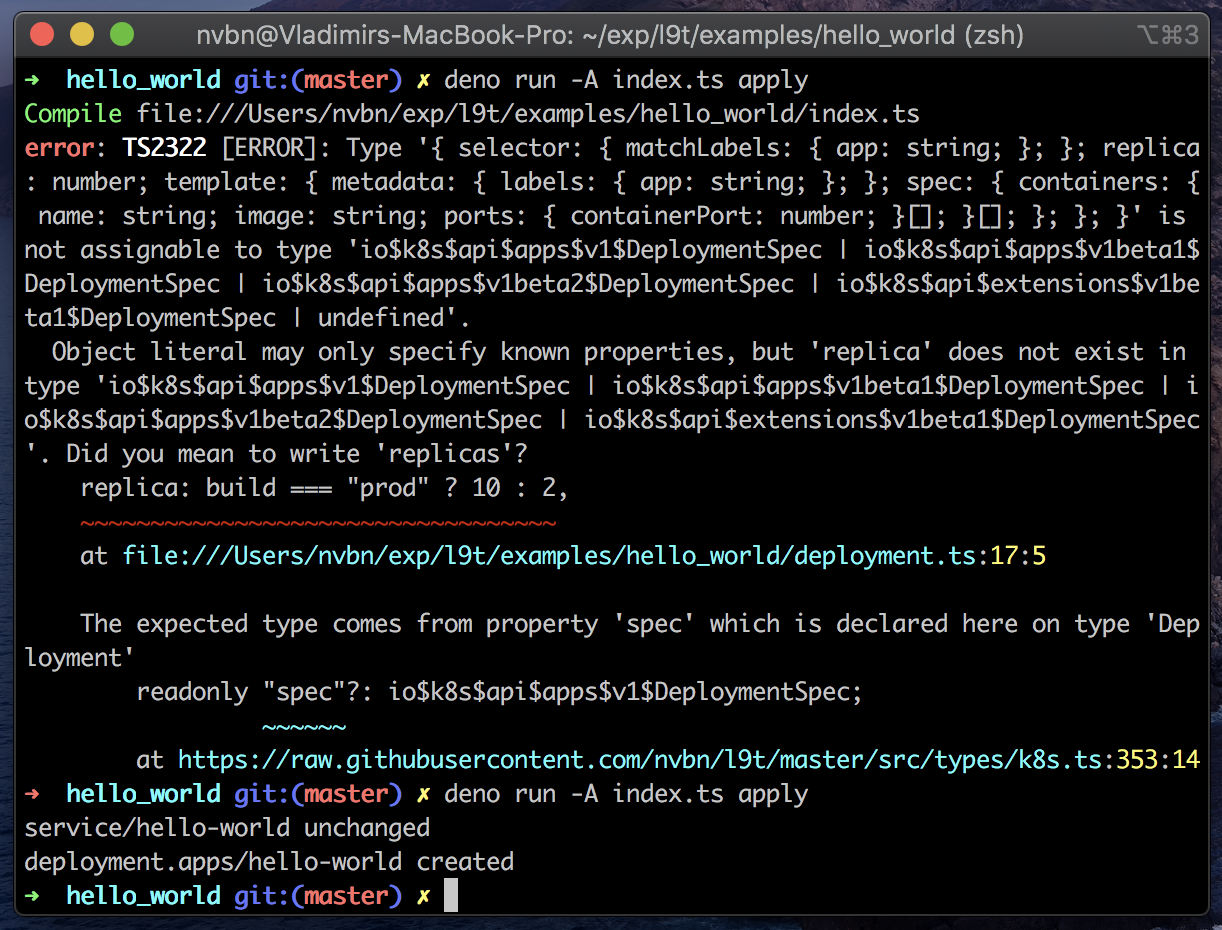 nvbn@Vladimirs-MacBook-Pro: ~/exp/l9t/examples/hello_world (zsh) ⌥⌘3
➜ hello_world git:(master) ✗ deno run -A index.ts apply
Compile file:///Users/nvbn/exp/l9t/examples/hello_world/index.ts
error: TS2322 [ERROR]: Type '{ selector: { matchLabels: { app: string; }; }; replica
: number; template: { metadata: { labels: { app: string; }; }; spec: { containers: {
 name: string; image: string; ports: { containerPort: number; }[]; }[]; }; }; }' is
not assignable to type 'io$k8s$api$apps$v1$DeploymentSpec | io$k8s$api$apps$v1beta1$
DeploymentSpec | io$k8s$api$apps$v1beta2$DeploymentSpec | io$k8s$api$extensions$v1be
ta1$DeploymentSpec | undefined'.
  Object literal may only specify known properties, but 'replica' does not exist in
type 'io$k8s$api$apps$v1$DeploymentSpec | io$k8s$api$apps$v1beta1$DeploymentSpec | i
o$k8s$api$apps$v1beta2$DeploymentSpec | io$k8s$api$extensions$v1beta1$DeploymentSpec
'. Did you mean to write 'replicas'?
    replica: build === "prod" ? 10 : 2,
    ~~~~~~~~~~~~~~~~~~~~~~~~~~~~~~~~~~
    at file:///Users/nvbn/exp/l9t/examples/hello_world/deployment.ts:17:5
    The expected type comes from property 'spec' which is declared here on type 'Dep
loyment'
        readonly "spec"?: io$k8s$api$apps$v1$DeploymentSpec;
                 ~~~~~~
        at https://raw.githubusercontent.com/nvbn/l9t/master/src/types/k8s.ts:353:14
➜ hello_world git:(master) ✗ deno run -A index.ts apply
service/hello-world unchanged
deployment.apps/hello-world created
➜ hello_world git:(master) ✗